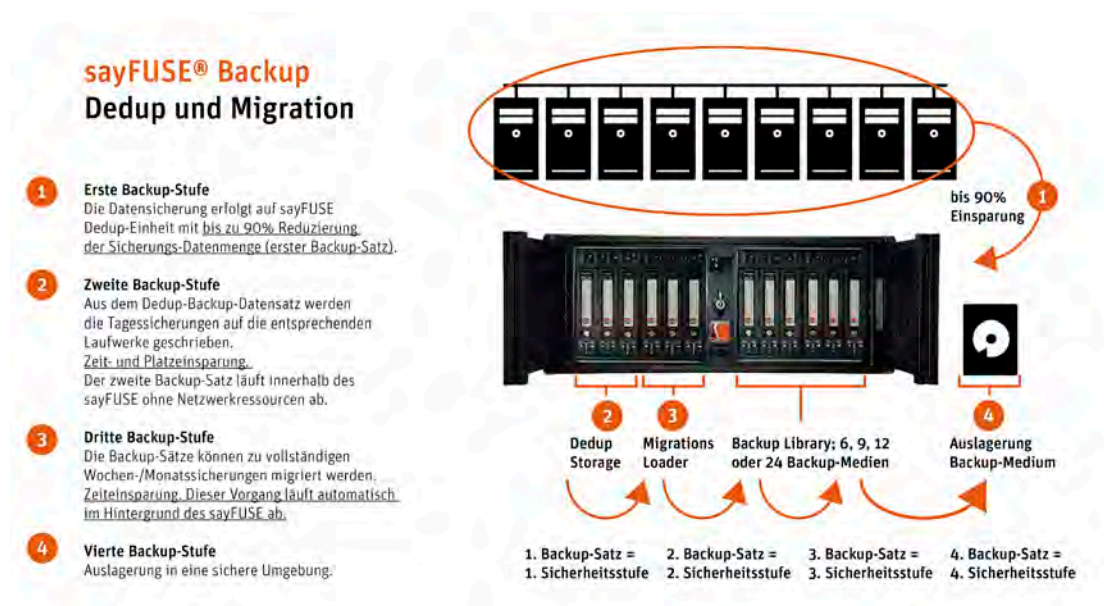 sayFUSE® Backup
Dedup und Migration
1
Erste Backup-Stufe
Die Datensicherung erfolgt auf sayFUSE
Dedup-Einheit mit bis zu 90% Reduzierung
der Sicherungs-Datenmenge (erster Backup-Satz).
2
Zweite Backup-Stufe
Aus dem Dedup-Backup-Datensatz werden
die Tagessicherungen auf die entsprechenden
Laufwerke geschrieben.
Zeit- und Platzeinsparung.
Der zweite Backup-Satz läuft innerhalb des
sayFUSE ohne Netzwerkressourcen ab.
3
Dritte Backup-Stufe
Die Backup-Sätze können zu vollständigen
Wochen-/Monatssicherungen migriert werden.
Zeiteinsparung. Dieser Vorgang läuft automatisch
im Hintergrund des sayFUSE ab.
4
Vierte Backup-Stufe
Auslagerung in eine sichere Umgebung.
bis 90%
Einsparung
1
2
Dedup
Storage
3
Migrations
Loader
Backup Library; 6, 9, 12
oder 24 Backup-Medien
4
Auslagerung
Backup-Medium
1. Backup-Satz =
1. Sicherheitsstufe
2. Backup-Satz =
2. Sicherheitsstufe
3. Backup-Satz =
3. Sicherheitsstufe
4. Backup-Satz =
4. Sicherheitsstufe